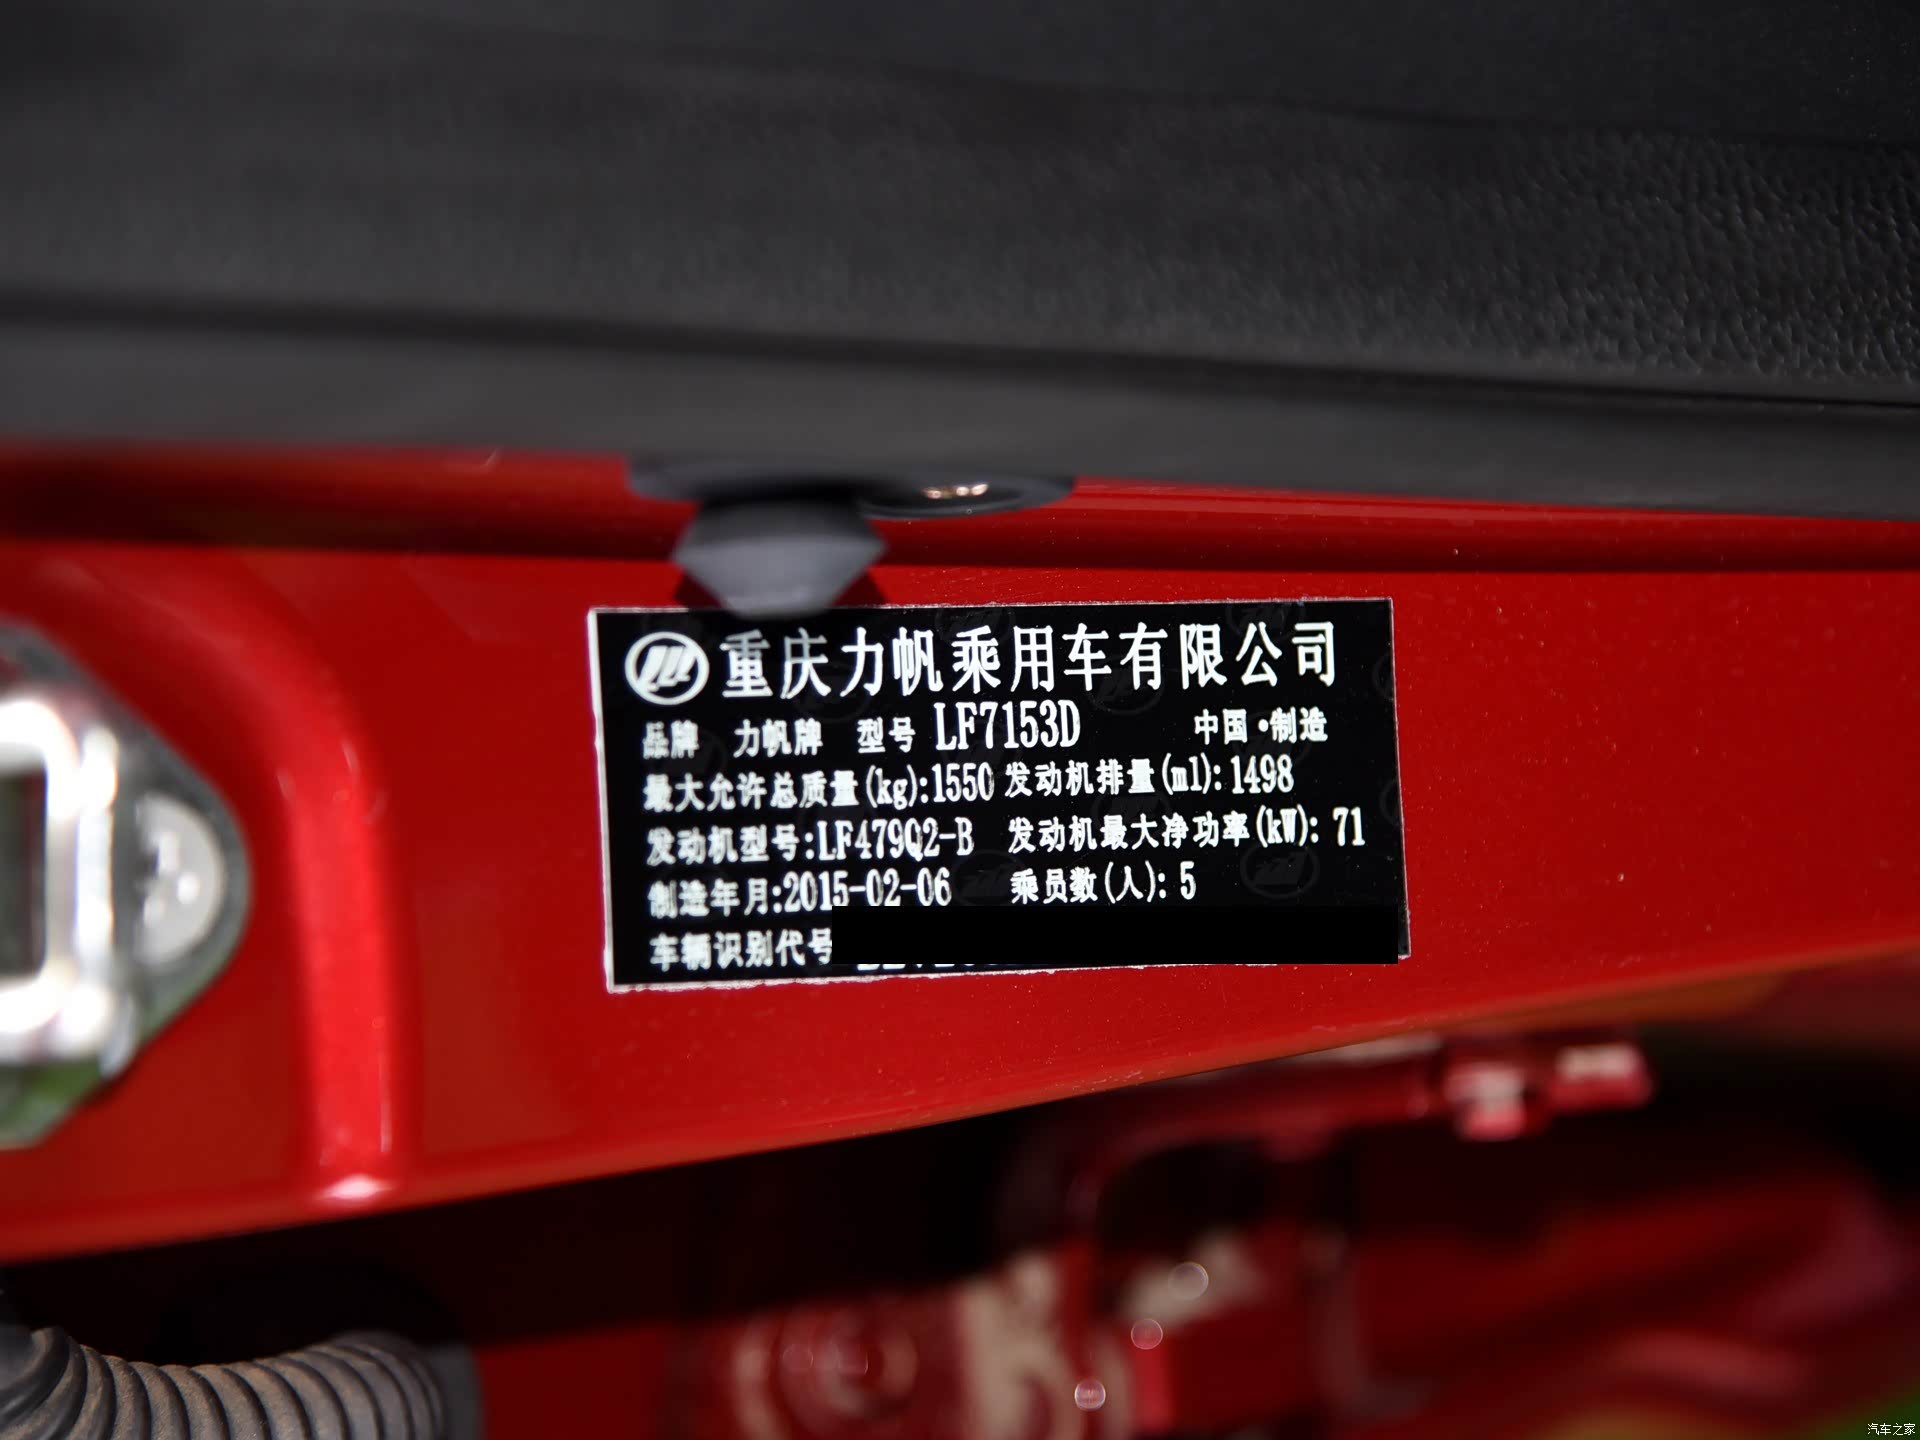 重庆力帆乘用车有限公司
品牌 力帆牌 型号 LF7153D 中国·制造
最大允许总质量(kg):1550 发动机排量(ml):1498
发动机型号:LF479Q2-B 发动机最大净功率(kW):71
制造年月:2015-02-06 乘员数(人):5
车辆识别代号
汽车之家